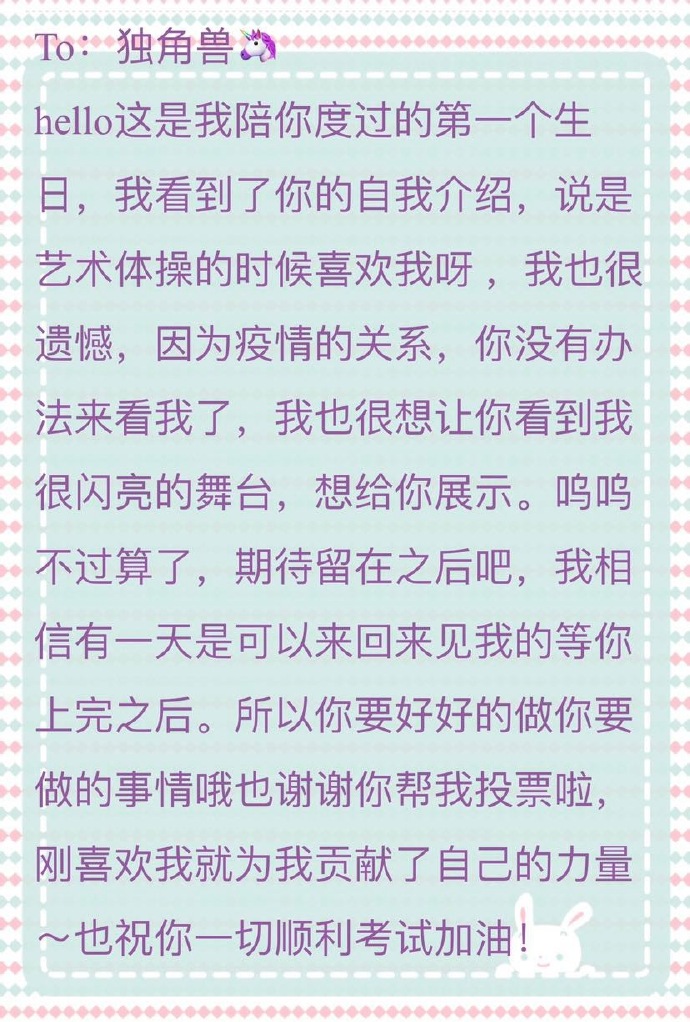 To：独角兽🦄
hello这是我陪你度过的第一个生
日，我看到了你的自我介绍，说是
艺术体操的时候喜欢我呀 ，我也很
遗憾，因为疫情的关系，你没有办
法来看我了，我也很想让你看到我
很闪亮的舞台，想给你展示。呜呜
不过算了，期待留在之后吧，我相
信有一天是可以来回来见我的等你
上完之后。所以你要好好的做你要
做的事情哦也谢谢你帮我投票啦，
刚喜欢我就为我贡献了自己的力量
～也祝你一切顺利考试加油！